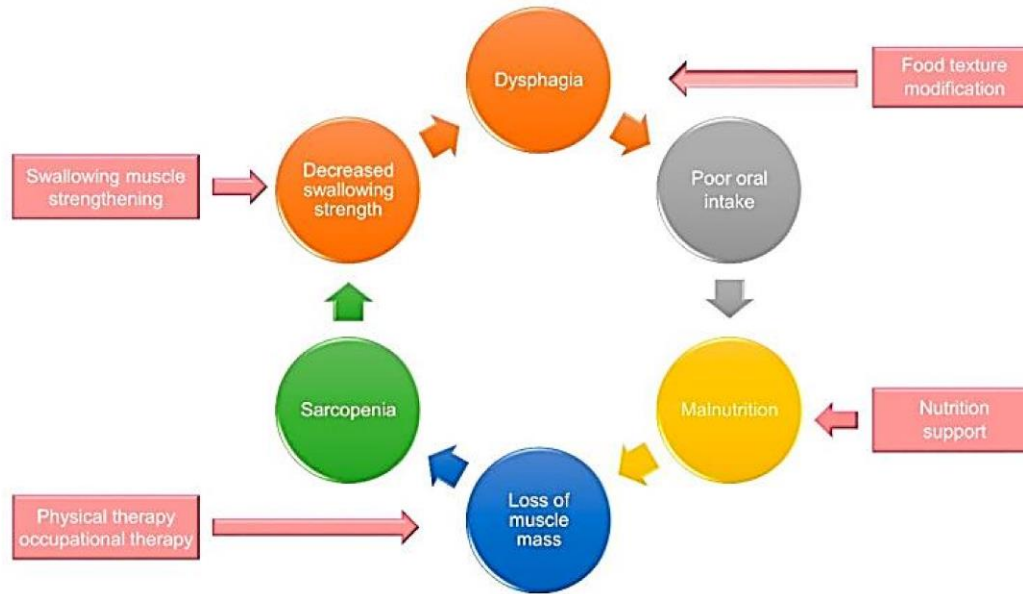 Dysphagia
Food texture
modification
Swallowing muscle
strengthening
Decreased
swallowing
strength
Poor oral
intake
Sarcopenia
Malnutrition
Nutrition
support
Physical therapy
occupational therapy
Loss of
muscle
mass